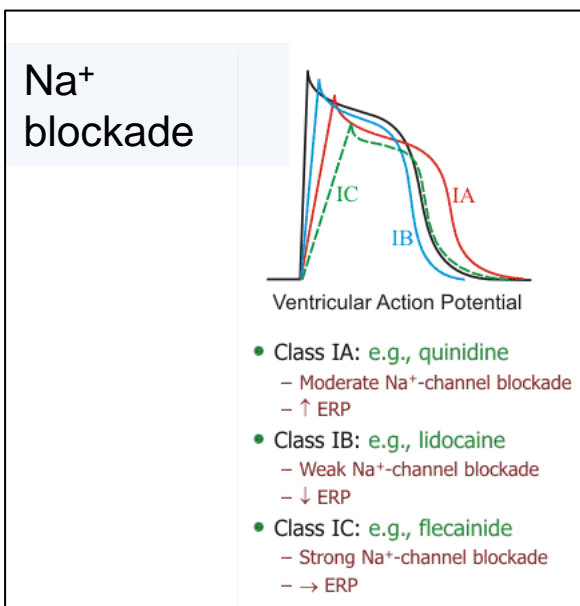 Na⁺
blockade
IC
IA
IB
Ventricular Action Potential
• Class IA: e.g., quinidine
– Moderate Na⁺-channel blockade
– ↑ ERP
• Class IB: e.g., lidocaine
– Weak Na⁺-channel blockade
– ↓ ERP
• Class IC: e.g., flecainide
– Strong Na⁺-channel blockade
– → ERP